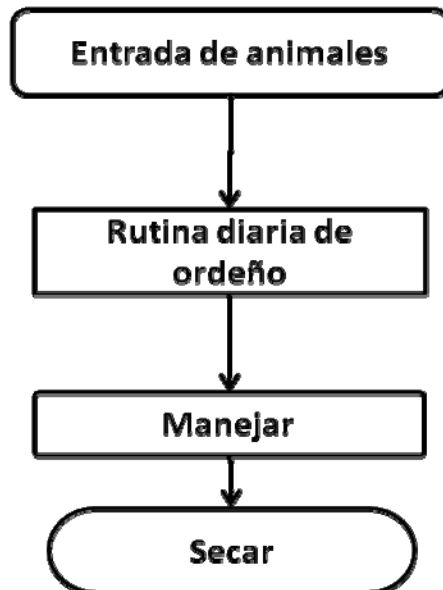 Entrada de animales
Rutina diaria de
ordeño
Manejar
Secar